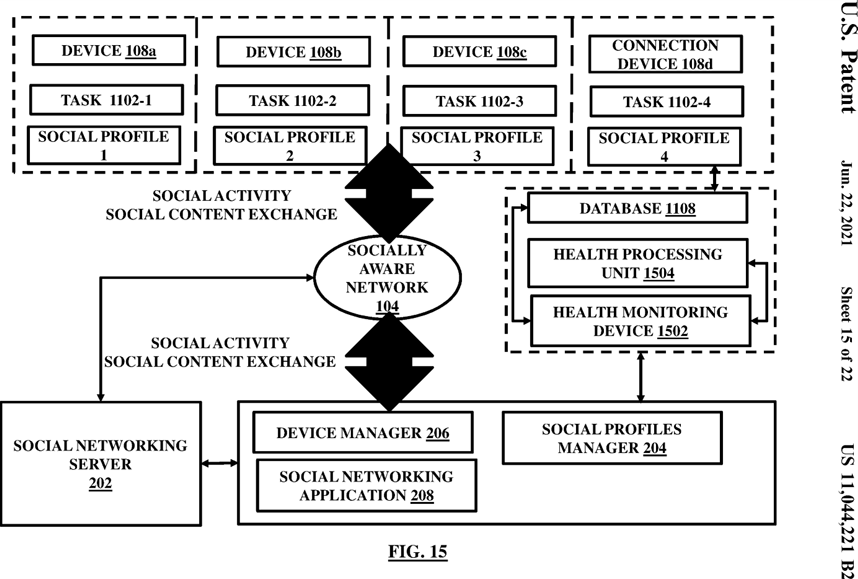 DEVICE 108a
TASK 1102-1
SOCIAL PROFILE
1
DEVICE 108b
TASK 1102-2
SOCIAL PROFILE
2
DEVICE 108c
TASK 1102-3
SOCIAL PROFILE
3
CONNECTION
DEVICE 108d
TASK 1102-4
SOCIAL PROFILE
4
SOCIAL ACTIVITY
SOCIAL CONTENT EXCHANGE
DATABASE 1108
HEALTH PROCESSING
UNIT 1504
HEALTH MONITORING
DEVICE 1502
SOCIALLY
AWARE
NETWORK
104
SOCIAL ACTIVITY
SOCIAL CONTENT EXCHANGE
SOCIAL NETWORKING
SERVER
202
DEVICE MANAGER 206
SOCIAL NETWORKING
APPLICATION 208
SOCIAL PROFILES
MANAGER 204
FIG. 15
U.S. Patent
Jun. 22, 2021
Sheet 15 of 22
US 11,044,221 B2